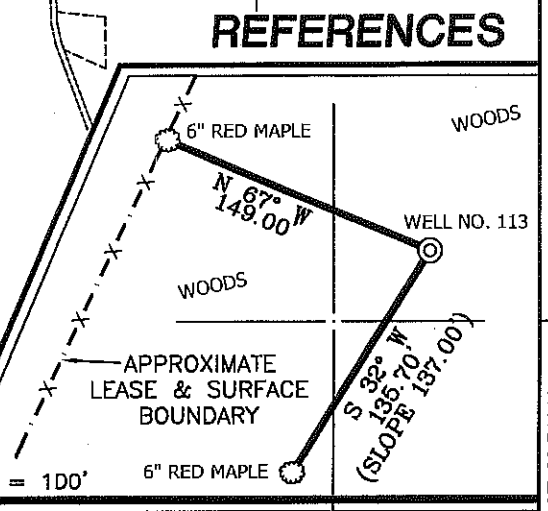 REFERENCES
6" RED MAPLE
WOODS
N 67° W
149.00'
WELL NO. 113
WOODS
S 32° W
135.70'
(SLOPE 137.00')
APPROXIMATE
LEASE & SURFACE
BOUNDARY
6" RED MAPLE
= 100'